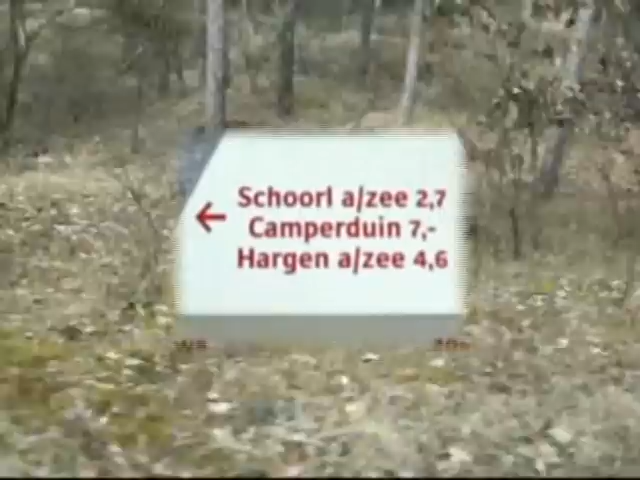 ← Schoorl a/zee 2,7
Camperduin 7,-
Hargen a/zee 4,6